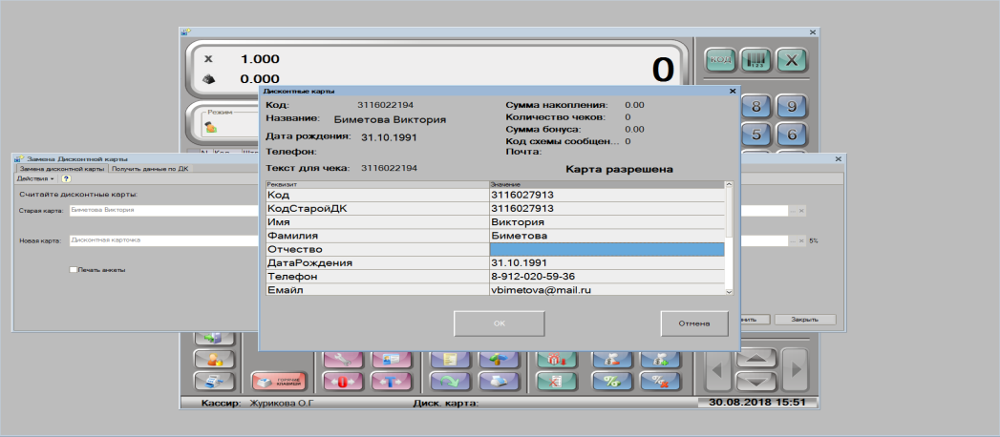 x 1.000
0.000
0
КОД
Режим
8 9
5 6
Дисконтные карты
Код: 3116022194
Название: Биметова Виктория
Дата рождения: 31.10.1991
Телефон:
Текст для чека: 3116022194
Сумма накопления: 0.00
Количество чеков: 0
Сумма бонуса: 0.00
Код схемы сообщен... 0
Почта:
Карта разрешена
Реквизит Значение
Код 3116027913
КодСтаройДК 3116027913
Имя Виктория
Фамилия Биметова
Отчество
ДатаРождения 31.10.1991
Телефон 8-912-020-59-36
Емайл vbimetova@mail.ru
ОК Отмена
Замена Дисконтной карты
Замена дисконтной карты Получить данные по ДК
Действия ?
Считайте дисконтные карты:
Старая карта: Биметова Виктория
Новая карта: Дисконтная карточка
5%
Печать анкеты
Закрыть
ГОРЯЧИЕ
КЛАВИШИ
Кассир: Журикова О.Г Диск. карта: 30.08.2018 15:51